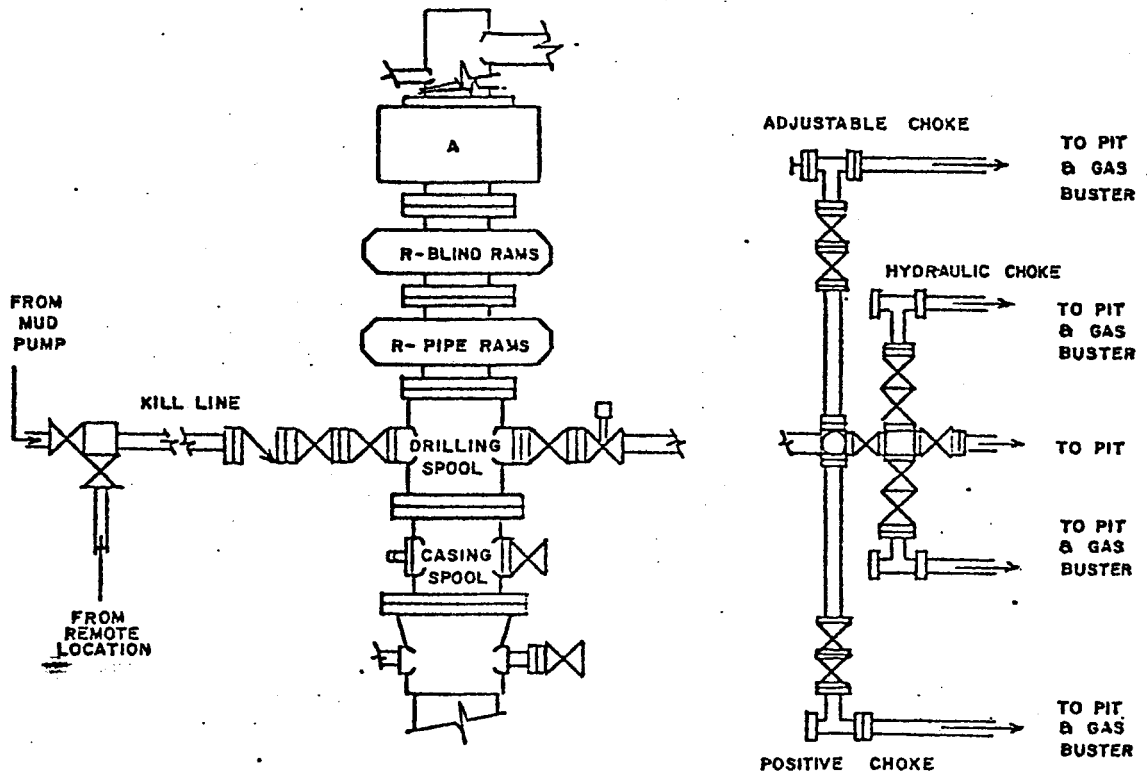 A
R-BLIND RAMS
R- PIPE RAMS
FROM
MUD
PUMP
KILL LINE
DRILLING
SPOOL
CASING
SPOOL
FROM
REMOTE
LOCATION
ADJUSTABLE CHOKE
TO PIT
& GAS
BUSTER
HYDRAULIC CHOKE
TO PIT
& GAS
BUSTER
TO PIT
TO PIT
& GAS
BUSTER
TO PIT
& GAS
BUSTER
POSITIVE CHOKE